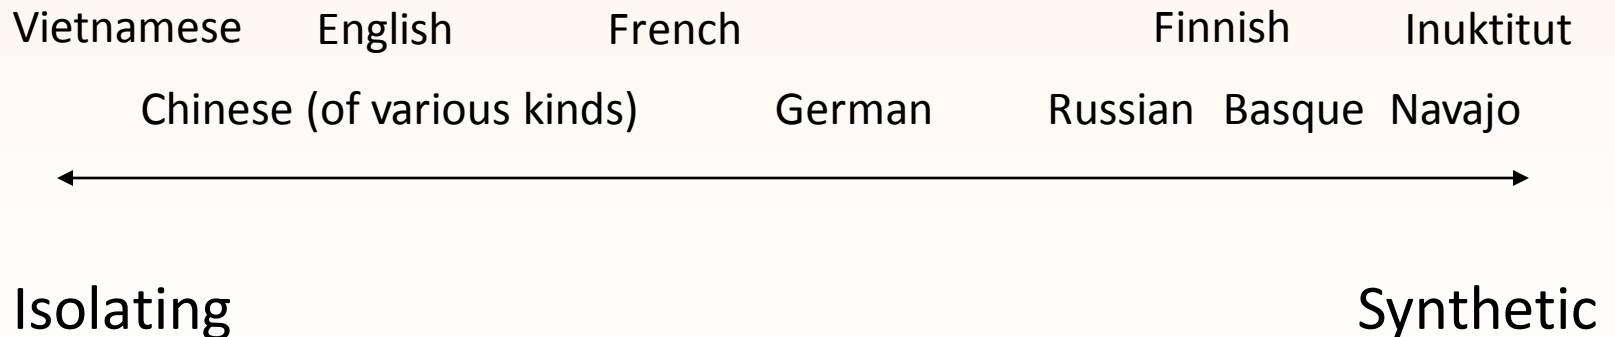 Vietnamese English French Finnish Inuktitut
Chinese (of various kinds) German Russian Basque Navajo
Isolating Synthetic